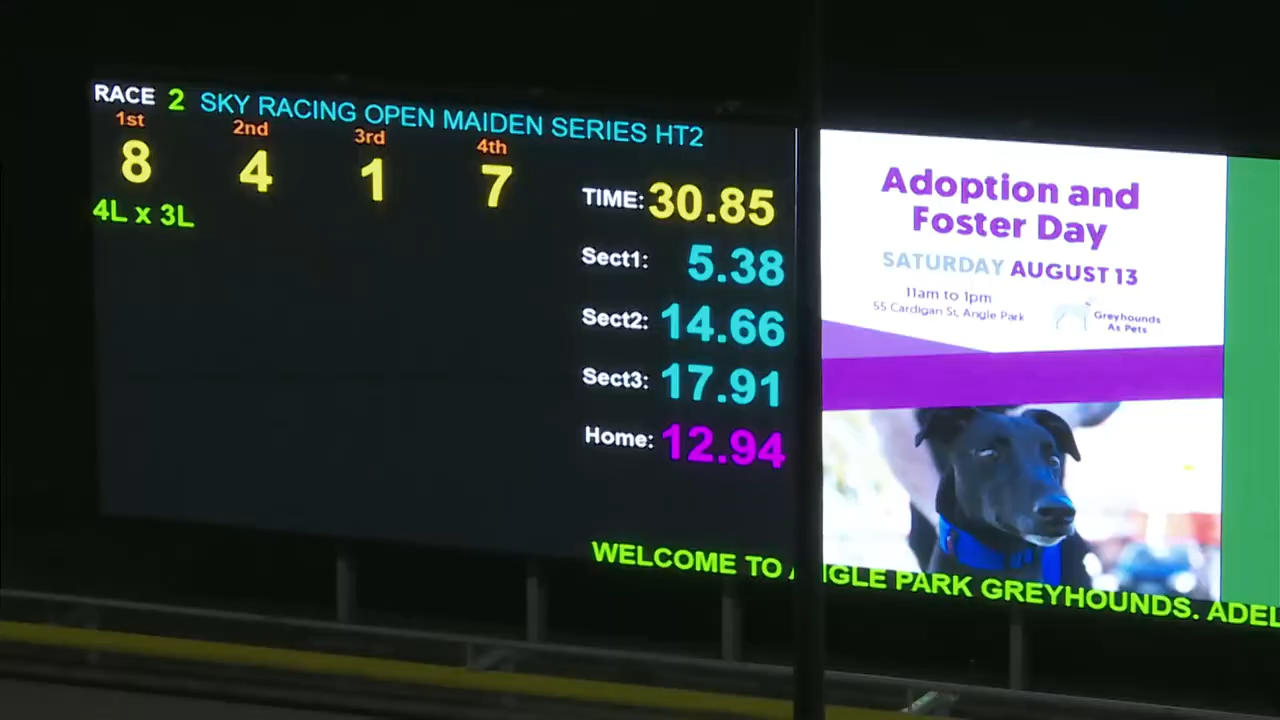 RACE 2 SKY RACING OPEN MAIDEN SERIES HT2
1st 2nd 3rd 4th
8 4 1 7
4L x 3L
TIME: 30.85
Sect1: 5.38
Sect2: 14.66
Sect3: 17.91
Home: 12.94
Adoption and
Foster Day
SATURDAY AUGUST 13
11am to 1pm
55 Cardigan St, Angle Park
Greyhounds
As Pets
WELCOME TO ANGLE PARK GREYHOUNDS. ADEL